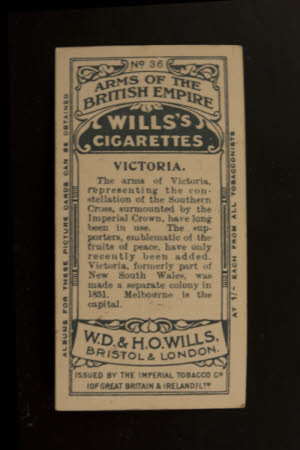 No 36
ARMS OF THE
BRITISH EMPIRE
WILLS'S
CIGARETTES
VICTORIA.
The arms of Victoria,
representing the con-
stellation of the Southern
Cross, surmounted by the
Imperial Crown, have long
been in use. The sup-
porters, emblematic of the
fruits of peace, have only
recently been added.
Victoria, formerly part of
New South Wales, was
made a separate colony in
1851. Melbourne is the
capital.
W.D. & H.O. WILLS,
BRISTOL & LONDON.
ISSUED BY THE IMPERIAL TOBACCO Co
(OF GREAT BRITAIN & IRELAND) LTD
ALBUMS FOR THESE PICTURE CARDS CAN BE OBTAINED
AT 1/- EACH FROM ALL TOBACCONISTS